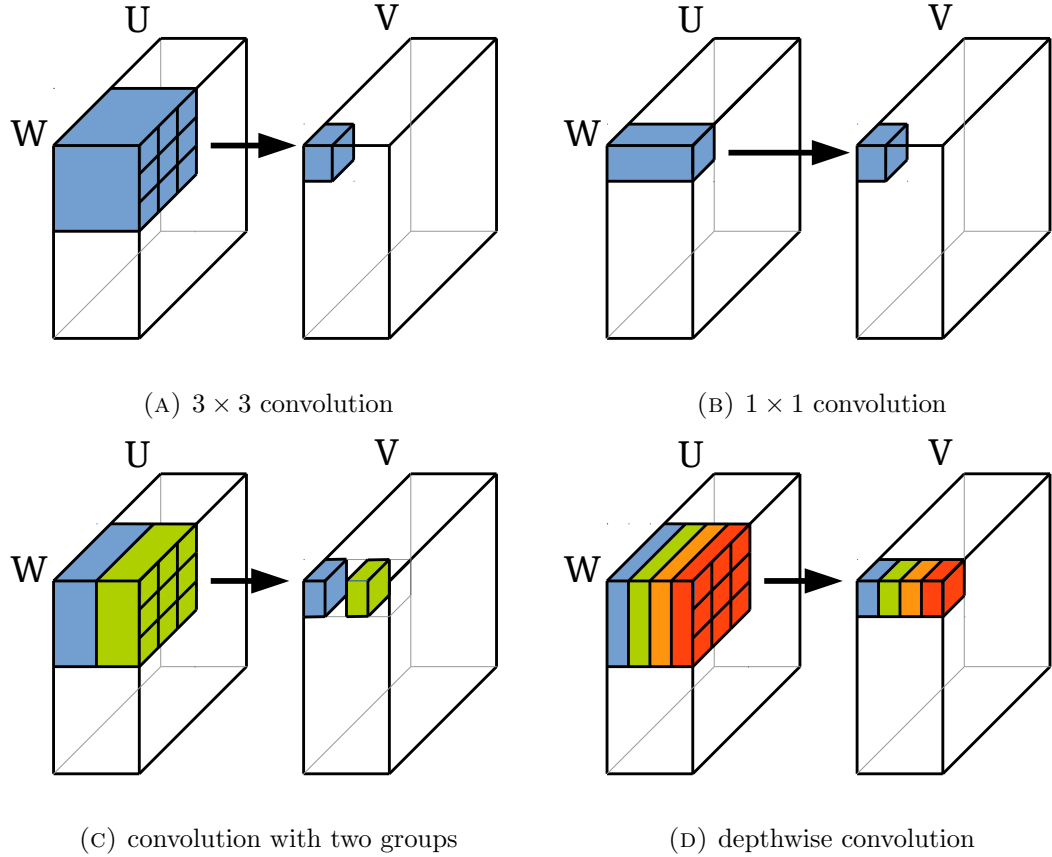 U V
W
U V
W
(A) 3 × 3 convolution
(B) 1 × 1 convolution
U V
W
U V
W
(C) convolution with two groups
(D) depthwise convolution